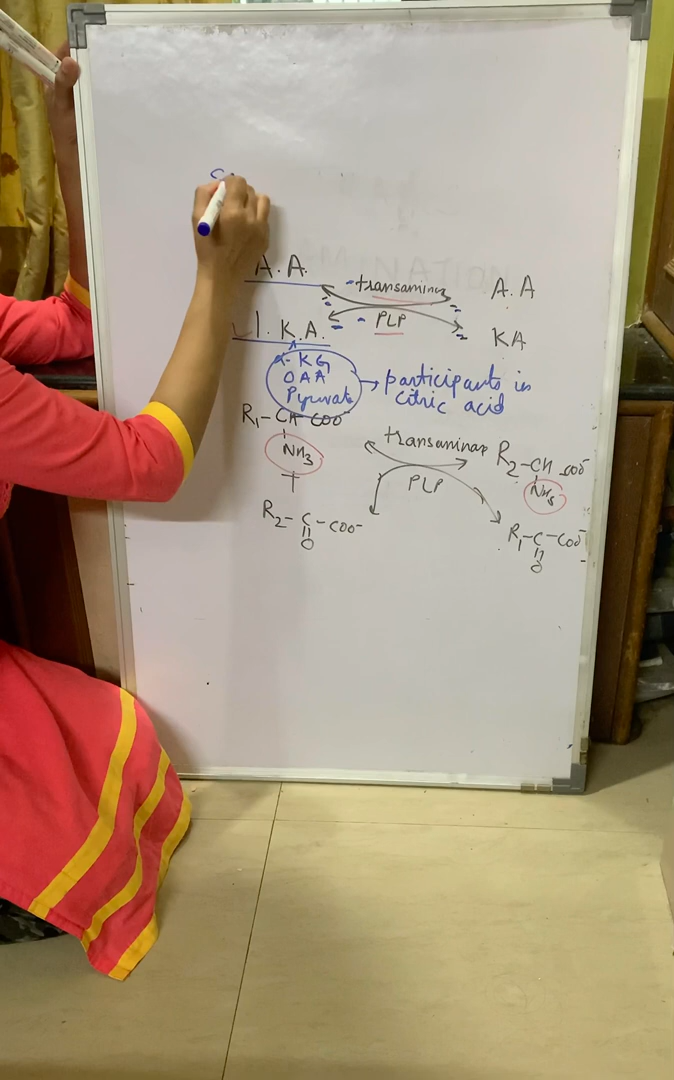 A.A.
transaminase
A.A
PLP
K.A.
KA
α-KG
OAA
Pyruvate
→ participants in
citric acid
R₁-CH-COO⁻
NH₃
+
R₂-C-COO⁻
O
transaminase
PLP
R₂-CH-COO⁻
NH₃
R₁-C-COO⁻
O